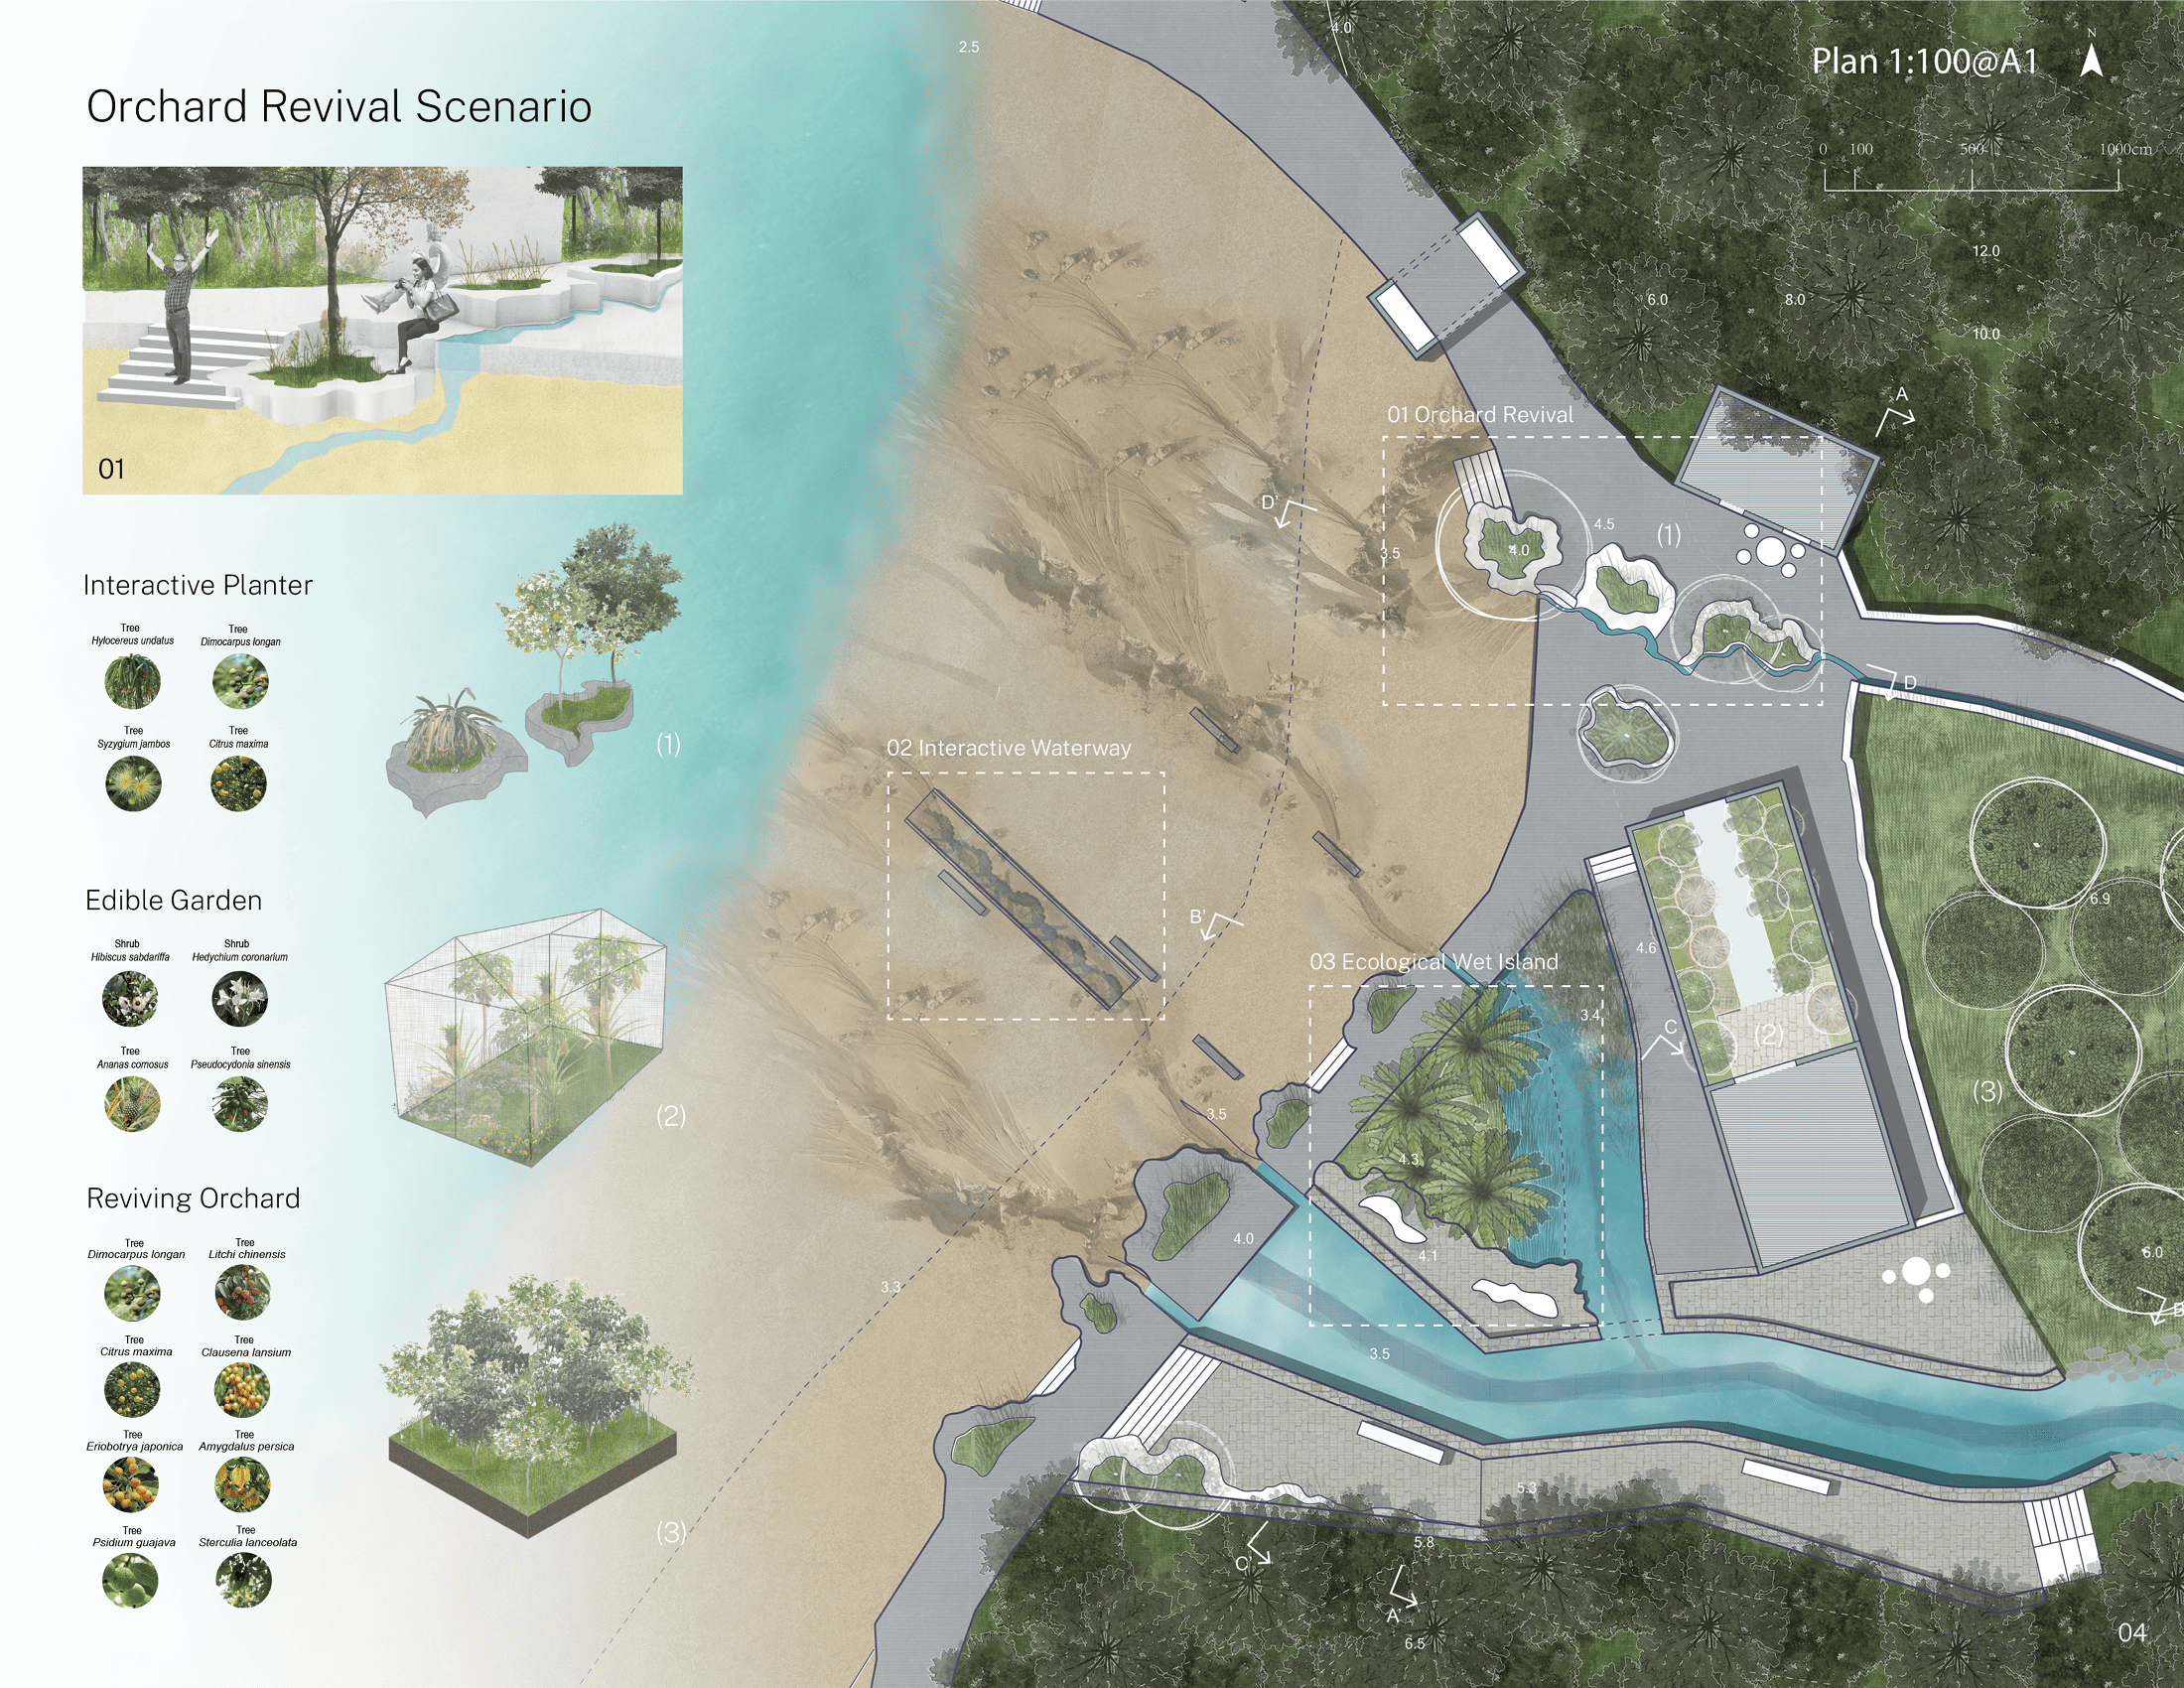 Orchard Revival Scenario
01
Interactive Planter
Tree
Hylocereus undatus
Tree
Dimocarpus longan
Tree
Syzygium jambos
Tree
Citrus maxima
(1)
Edible Garden
Shrub
Hibiscus sabdariffa
Shrub
Hedychium coronarium
Tree
Ananas comosus
Tree
Pseudocydonia sinensis
(2)
Reviving Orchard
Tree
Dimocarpus longan
Tree
Litchi chinensis
Tree
Citrus maxima
Tree
Clausena lansium
Tree
Eriobotrya japonica
Tree
Amygdalus persica
Tree
Psidium guajava
Tree
Sterculia lanceolata
(3)
Plan 1:100@A1
N
0 100 500 1000cm
2.5
4.0
12.0
6.0
8.0
10.0
A
01 Orchard Revival
D'
4.5
(1)
3.5
4.0
D
02 Interactive Waterway
B'
03 Ecological Wet Island
4.6
6.9
3.4
C
(2)
(3)
3.5
4.3
4.0
4.1
6.0
3.3
B
3.5
5.3
5.8
C'
A'
6.5
04